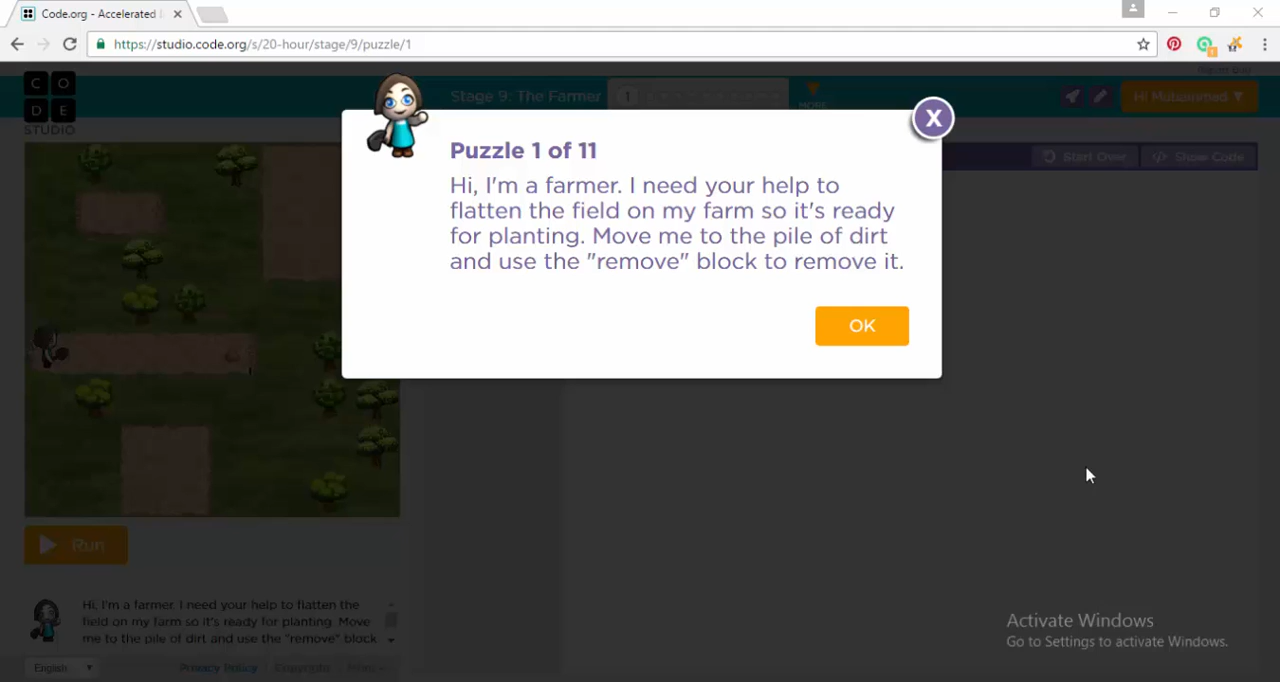 Code.org - Accelerated
https://studio.code.org/s/20-hour/stage/9/puzzle/1
C O
D E
STUDIO
Stage 9: The Farmer 1 MORE
Puzzle 1 of 11
X
Hi, I'm a farmer. I need your help to
flatten the field on my farm so it's ready
for planting. Move me to the pile of dirt
and use the "remove" block to remove it.
OK
Start Over
Show Code
Run
Hi, I'm a farmer. I need your help to flatten the
field on my farm so it's ready for planting. Move
me to the pile of dirt and use the "remove" block
English Privacy Policy Copyright
Activate Windows
Go to Settings to activate Windows.